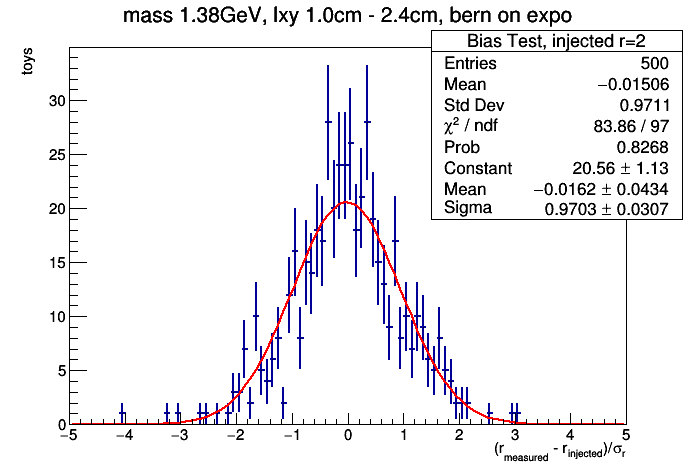 mass 1.38GeV, lxy 1.0cm - 2.4cm, bern on expo
Bias Test, injected r=2
Entries 500
Mean −0.01506
Std Dev 0.9711
χ² / ndf 83.86 / 97
Prob 0.8268
Constant 20.56 ± 1.13
Mean −0.0162 ± 0.0434
Sigma 0.9703 ± 0.0307
toys
30
25
20
15
10
5
0
−5 −4 −3 −2 −1 0 1 2 3 4 5
(r_measured - r_injected)/σ_r